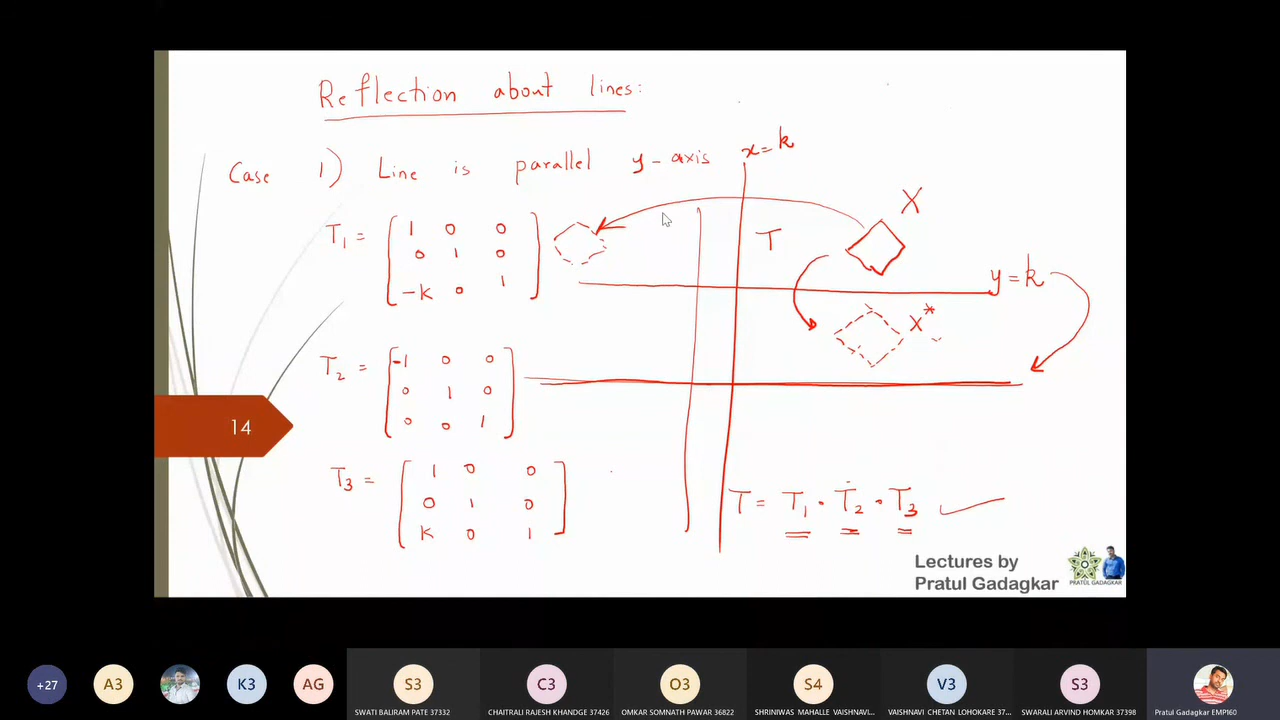 Reflection about lines:
Case 1) Line is parallel y-axis
x=k
T1 = [ 1 0 0
0 1 0
-K 0 1 ]
T
X
y=k
X*
T2 = [ -1 0 0
0 1 0
0 0 1 ]
14
T3 = [ 1 0 0
0 1 0
K 0 1 ]
T = T1 . T2 . T3
Lectures by
Pratul Gadagkar
PRATUL GADAGKAR
+27
A3
K3
AG
S3
SWATI BALIRAM PATE 37332
C3
CHAITRALI RAJESH KHANDGE 37426
O3
OMKAR SOMNATH PAWAR 36822
S4
SHRINIWAS MAHALLE VAISHNAVI...
V3
VAISHNAVI CHETAN LOHOKARE 37...
S3
SWARALI ARVIND HOMKAR 37398
Pratul Gadagkar EMP160